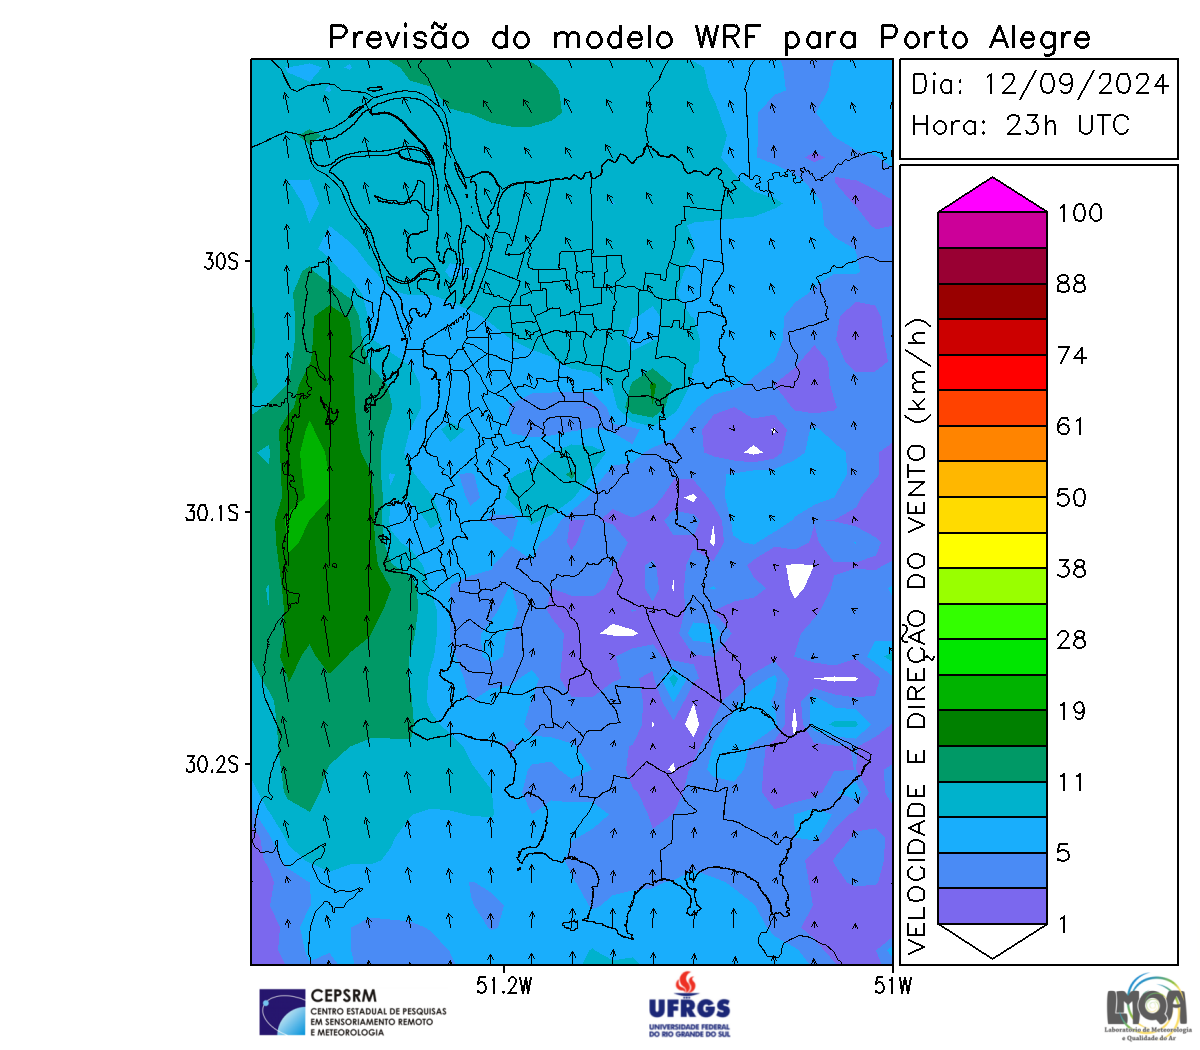 Previsão do modelo WRF para Porto Alegre
Dia: 12/09/2024
Hora: 23h UTC
30S
30.1S
30.2S
51.2W
51W
VELOCIDADE E DIREÇÃO DO VENTO (km/h)
100
88
74
61
50
38
28
19
11
5
1
CEPSRM
CENTRO ESTADUAL DE PESQUISAS
EM SENSORIAMENTO REMOTO
E METEOROLOGIA
UFRGS
UNIVERSIDADE FEDERAL
DO RIO GRANDE DO SUL
LMQA
Laboratório de Meteorologia
e Qualidade do Ar